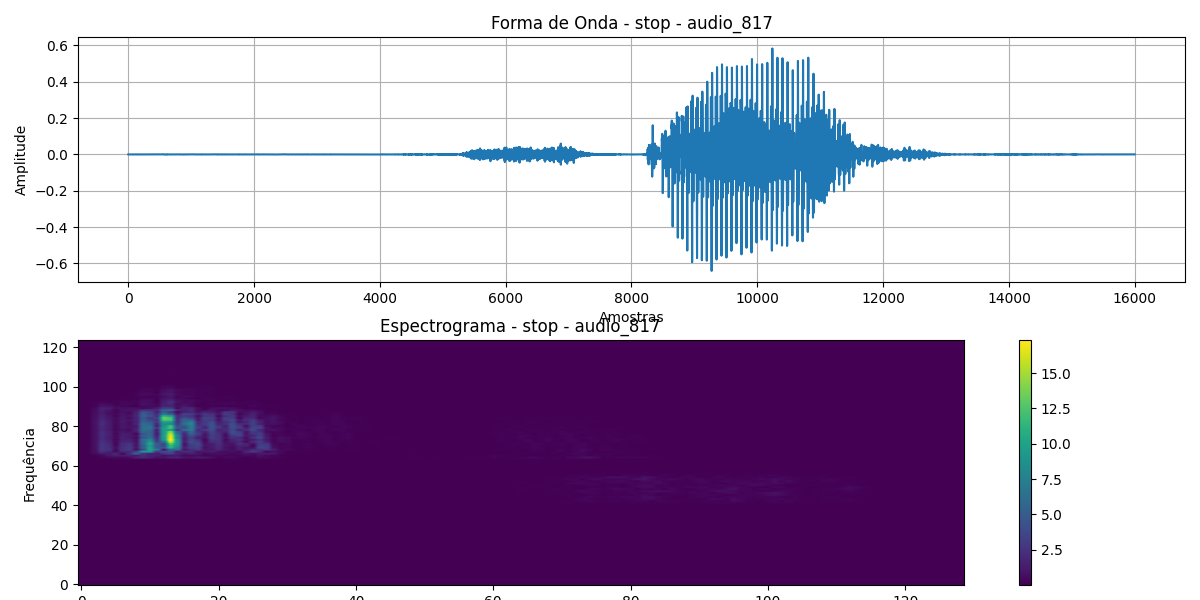 Forma de Onda - stop - audio_817
0.6
0.4
0.2
0.0
−0.2
−0.4
−0.6
Amplitude
0 2000 4000 6000 8000 10000 12000 14000 16000
Amostras
Espectrograma - stop - audio_817
120
100
80
60
40
20
0
Frequência
0 20 40 60 80 100 120
15.0
12.5
10.0
7.5
5.0
2.5